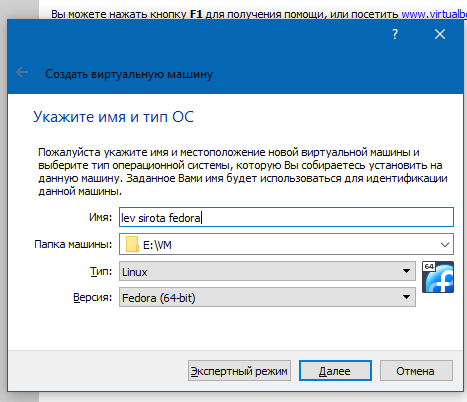 Вы можете нажать кнопку F1 для получения помощи, или посетить www.virtualbo
?
Создать виртуальную машину
Укажите имя и тип ОС
Пожалуйста укажите имя и местоположение новой виртуальной машины и
выберите тип операционной системы, которую Вы собираетесь установить на
данную машину. Заданное Вами имя будет использоваться для идентификации
данной машины.
Имя: lev sirota fedora
Папка машины: E:\VM
Тип: Linux
64
Версия: Fedora (64-bit)
Экспертный режим Далее Отмена